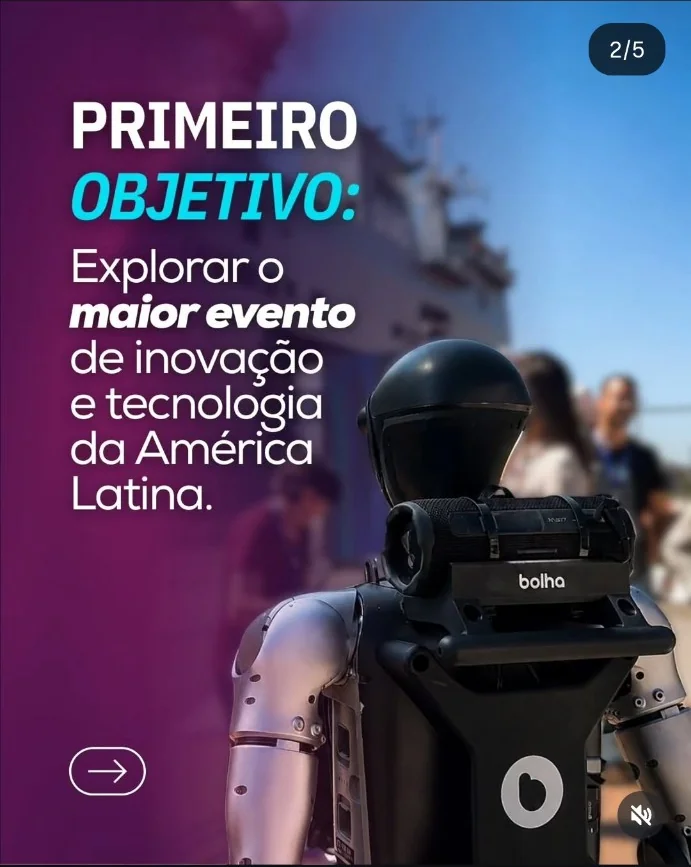 2/5
PRIMEIRO
OBJETIVO:
Explorar o
maior evento
de inovação
e tecnologia
da América
Latina.
bolha